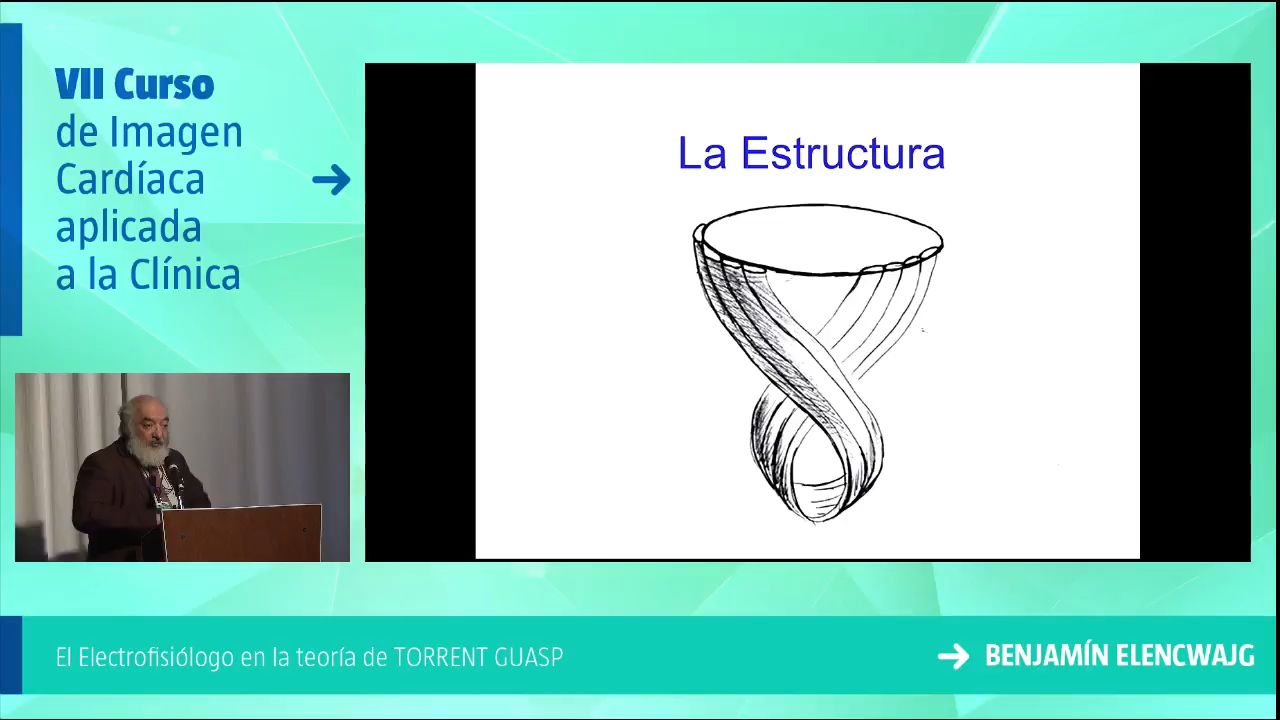 VII Curso
de Imagen
Cardíaca
aplicada
a la Clínica
La Estructura
El Electrofisiólogo en la teoría de TORRENT GUASP
BENJAMÍN ELENCWAJG